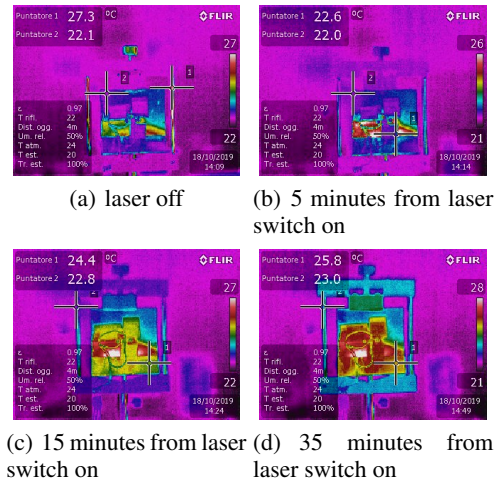 Puntatore 1 27.3 °C
Puntatore 2 22.1
FLIR
27
2
1
ε 0.97
T rifl. 22
Dist. ogg. 4m
Um. rel. 50%
T atm. 24
T est. 20
Tr. est. 100%
22
18/10/2019
14:09
(a) laser off
Puntatore 1 22.6 °C
Puntatore 2 22.0
FLIR
26
2
1
ε 0.97
T rifl. 22
Dist. ogg. 4m
Um. rel. 50%
T atm. 24
T est. 20
Tr. est. 100%
21
18/10/2019
14:14
(b) 5 minutes from laser
switch on
Puntatore 1 24.4 °C
Puntatore 2 22.8
FLIR
27
2
1
ε 0.97
T rifl. 22
Dist. ogg. 4m
Um. rel. 50%
T atm. 24
T est. 20
Tr. est. 100%
22
18/10/2019
14:24
(c) 15 minutes from laser
switch on
Puntatore 1 25.8 °C
Puntatore 2 23.0
FLIR
28
1
ε 0.97
T rifl. 22
Dist. ogg. 4m
Um. rel. 50%
T atm. 24
T est. 20
Tr. est. 100%
21
18/10/2019
14:49
(d) 35 minutes from
laser switch on